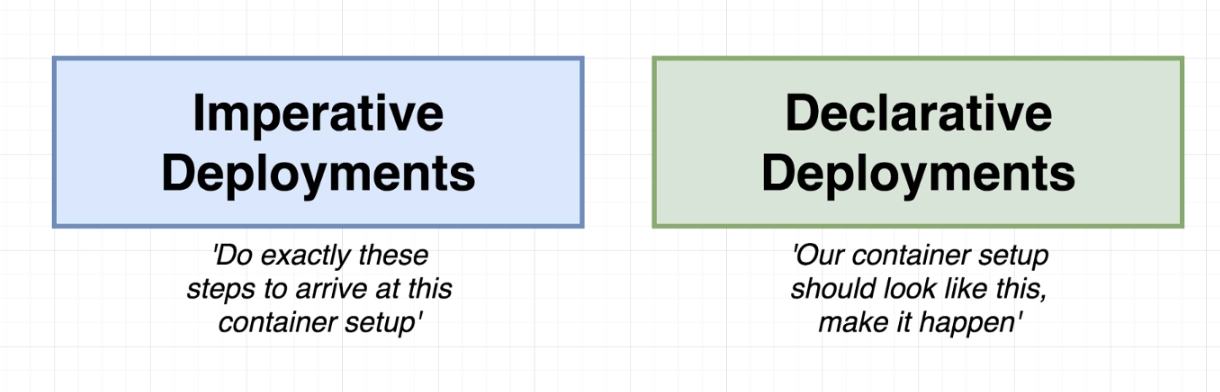 Imperative
Deployments
'Do exactly these
steps to arrive at this
container setup'
Declarative
Deployments
'Our container setup
should look like this,
make it happen'